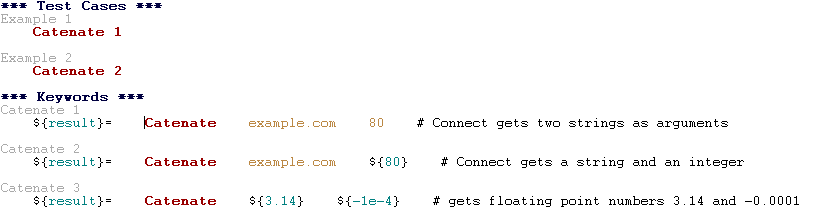 *** Test Cases ***
Example 1
Catenate 1
Example 2
Catenate 2
*** Keywords ***
Catenate 1
${result}= Catenate example.com 80 # Connect gets two strings as arguments
Catenate 2
${result}= Catenate example.com ${80} # Connect gets a string and an integer
Catenate 3
${result}= Catenate ${3.14} ${-1e-4} # gets floating point numbers 3.14 and -0.0001